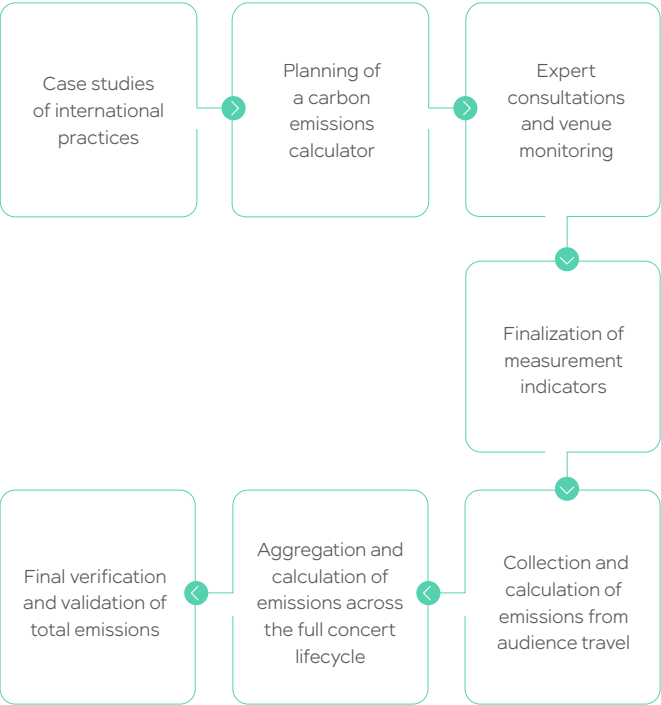 Case studies
of international
practices
Planning of
a carbon
emissions
calculator
Expert
consultations
and venue
monitoring
Finalization of
measurement
indicators
Collection and
calculation of
emissions from
audience travel
Aggregation and
calculation of
emissions across
the full concert
lifecycle
Final verification
and validation of
total emissions